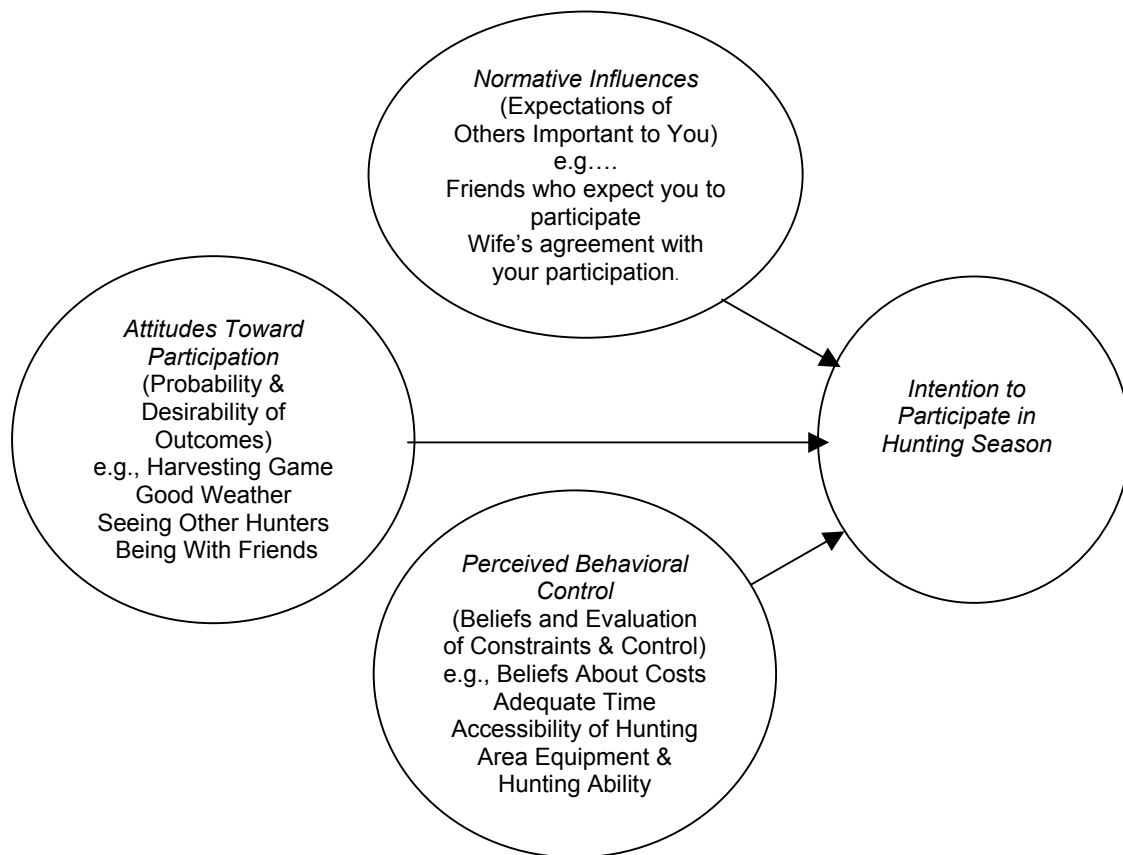 Normative Influences
(Expectations of
Others Important to You)
e.g….
Friends who expect you to
participate
Wife’s agreement with
your participation.
Attitudes Toward
Participation
(Probability &
Desirability of
Outcomes)
e.g., Harvesting Game
Good Weather
Seeing Other Hunters
Being With Friends
Intention to
Participate in
Hunting Season
Perceived Behavioral
Control
(Beliefs and Evaluation
of Constraints & Control)
e.g., Beliefs About Costs
Adequate Time
Accessibility of Hunting
Area Equipment &
Hunting Ability